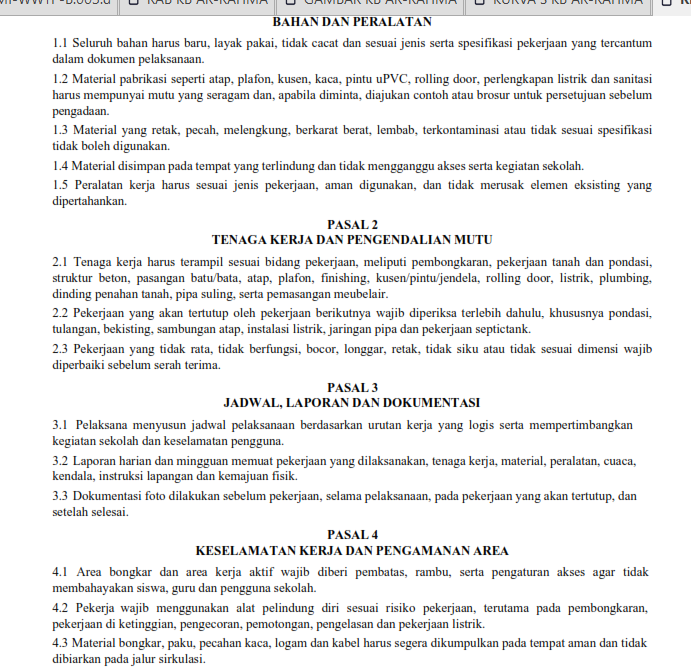 RAB RB AR-RAHIMA GAMBAR RB AR-RAHIMA KURVA S RB AR-RAHIMA
BAHAN DAN PERALATAN
1.1 Seluruh bahan harus baru, layak pakai, tidak cacat dan sesuai jenis serta spesifikasi pekerjaan yang tercantum
dalam dokumen pelaksanaan.
1.2 Material pabrikasi seperti atap, plafon, kusen, kaca, pintu uPVC, rolling door, perlengkapan listrik dan sanitasi
harus mempunyai mutu yang seragam dan, apabila diminta, diajukan contoh atau brosur untuk persetujuan sebelum
pengadaan.
1.3 Material yang retak, pecah, melengkung, berkarat berat, lembab, terkontaminasi atau tidak sesuai spesifikasi
tidak boleh digunakan.
1.4 Material disimpan pada tempat yang terlindung dan tidak mengganggu akses serta kegiatan sekolah.
1.5 Peralatan kerja harus sesuai jenis pekerjaan, aman digunakan, dan tidak merusak elemen eksisting yang
dipertahankan.
PASAL 2
TENAGA KERJA DAN PENGENDALIAN MUTU
2.1 Tenaga kerja harus terampil sesuai bidang pekerjaan, meliputi pembongkaran, pekerjaan tanah dan pondasi,
struktur beton, pasangan batu/bata, atap, plafon, finishing, kusen/pintu/jendela, rolling door, listrik, plumbing,
dinding penahan tanah, pipa suling, serta pemasangan meubelair.
2.2 Pekerjaan yang akan tertutup oleh pekerjaan berikutnya wajib diperiksa terlebih dahulu, khususnya pondasi,
tulangan, bekisting, sambungan atap, instalasi listrik, jaringan pipa dan pekerjaan septictank.
2.3 Pekerjaan yang tidak rata, tidak berfungsi, bocor, longgar, retak, tidak siku atau tidak sesuai dimensi wajib
diperbaiki sebelum serah terima.
PASAL 3
JADWAL, LAPORAN DAN DOKUMENTASI
3.1 Pelaksana menyusun jadwal pelaksanaan berdasarkan urutan kerja yang logis serta mempertimbangkan
kegiatan sekolah dan keselamatan pengguna.
3.2 Laporan harian dan mingguan memuat pekerjaan yang dilaksanakan, tenaga kerja, material, peralatan, cuaca,
kendala, instruksi lapangan dan kemajuan fisik.
3.3 Dokumentasi foto dilakukan sebelum pekerjaan, selama pelaksanaan, pada pekerjaan yang akan tertutup, dan
setelah selesai.
PASAL 4
KESELAMATAN KERJA DAN PENGAMANAN AREA
4.1 Area bongkar dan area kerja aktif wajib diberi pembatas, rambu, serta pengaturan akses agar tidak
membahayakan siswa, guru dan pengguna sekolah.
4.2 Pekerja wajib menggunakan alat pelindung diri sesuai risiko pekerjaan, terutama pada pembongkaran,
pekerjaan di ketinggian, pengecoran, pemotongan, pengelasan dan pekerjaan listrik.
4.3 Material bongkar, paku, pecahan kaca, logam dan kabel harus segera dikumpulkan pada tempat aman dan tidak
dibiarkan pada jalur sirkulasi.